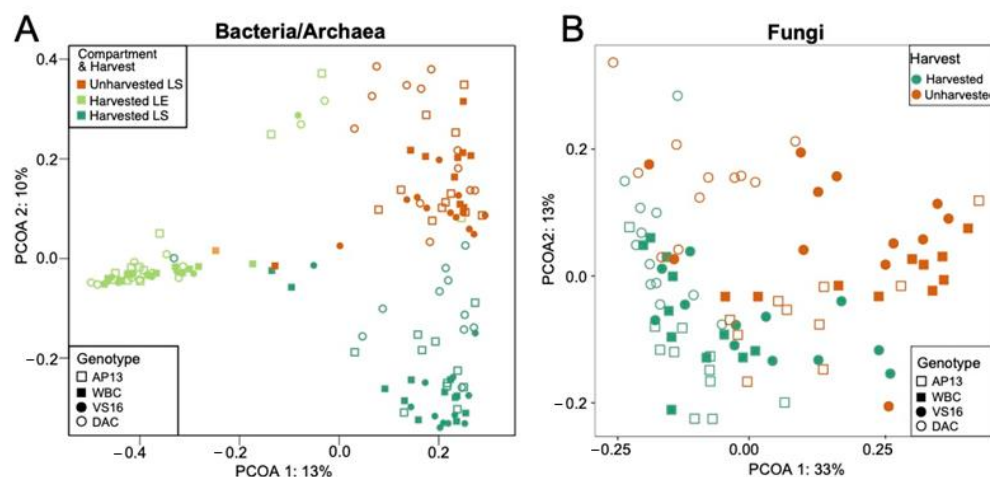 A
Bacteria/Archaea
Compartment
& Harvest
Unharvested LS
Harvested LE
Harvested LS
0.4
0.2
0.0
−0.2
PCOA 2: 10%
Genotype
AP13
WBC
VS16
DAC
−0.4
−0.2
0.0
0.2
PCOA 1: 13%
B
Fungi
Harvest
Harvested
Unharvested
0.2
0.0
-0.2
PCOA2: 13%
Genotype
AP13
WBC
VS16
DAC
-0.25
0.00
0.25
PCOA 1: 33%